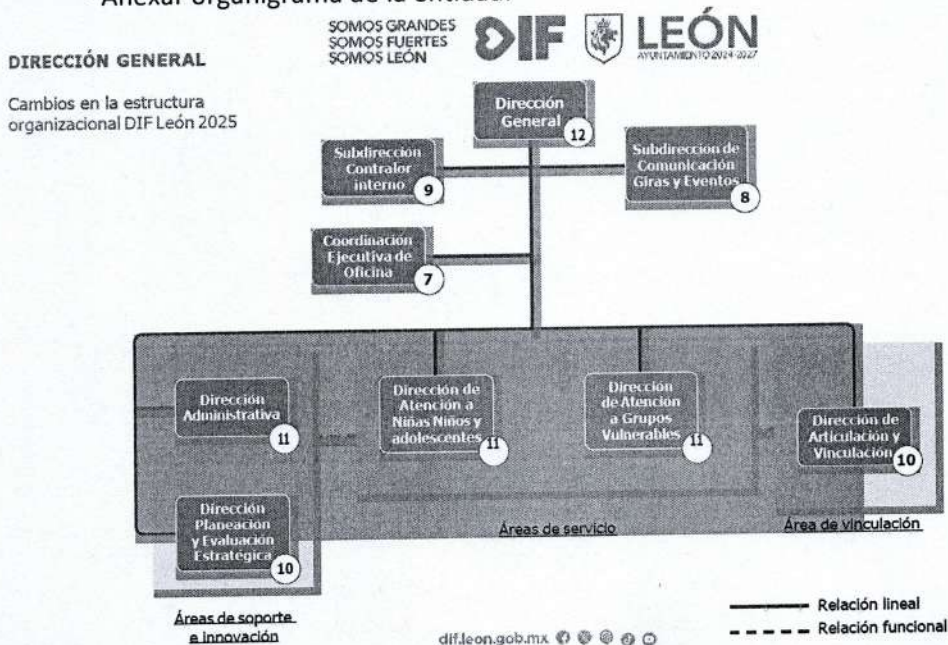 Anexar organigrama de la entidad.
SOMOS GRANDES
SOMOS FUERTES
SOMOS LEÓN
DIF
LEÓN
AYUNTAMIENTO 2024-2027
DIRECCIÓN GENERAL
Cambios en la estructura
organizacional DIF León 2025
Dirección
General
12
Subdirección
Contralor
interno
9
Subdirección de
Comunicación
Giras y Eventos
8
Coordinación
Ejecutiva de
Oficina
7
Dirección
Administrativa
11
Dirección de
Atención a
Niñas Niños y
adolescentes
11
Dirección
de Atención
a Grupos
Vulnerables
11
Dirección de
Articulación y
Vinculación
10
Dirección
Planeación
y Evaluación
Estratégica
10
Áreas de servicio
Área de vinculación
Áreas de soporte
e innovación
Relación lineal
Relación funcional
dif.leon.gob.mx